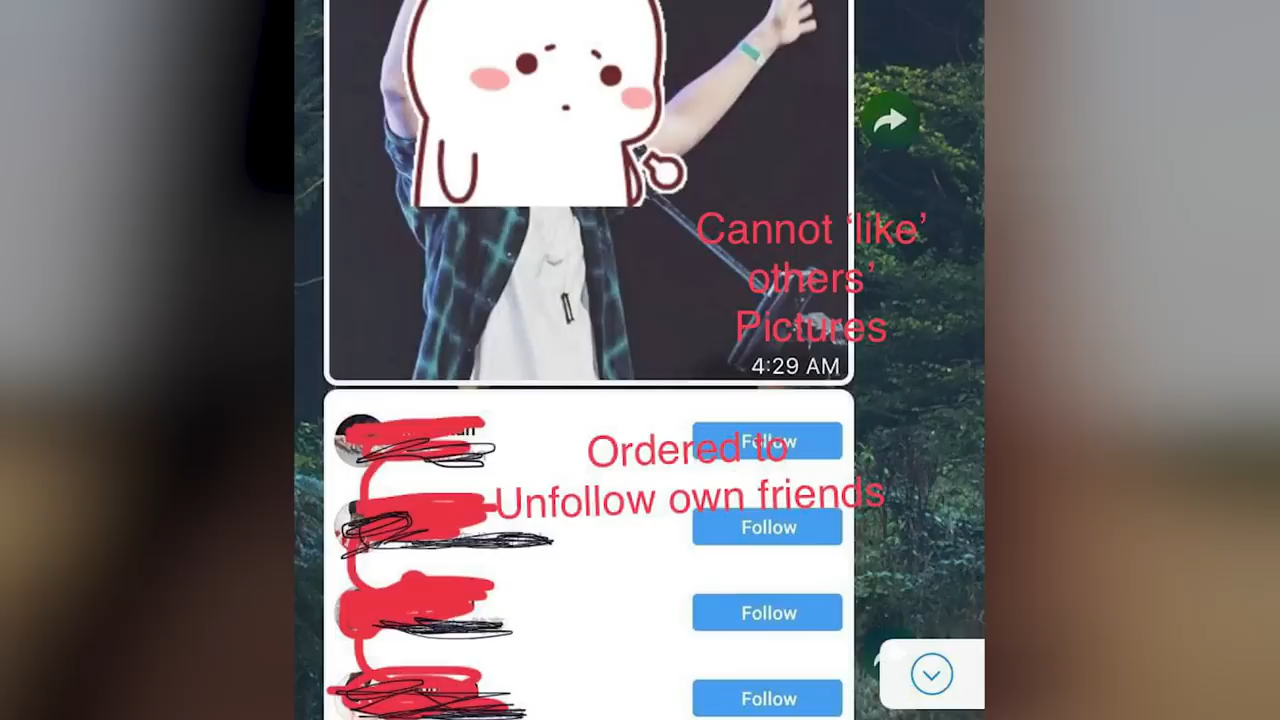 Cannot ‘like’
others’
Pictures
4:29 AM
Follow
Ordered to
Unfollow own friends
Follow
Follow
Follow